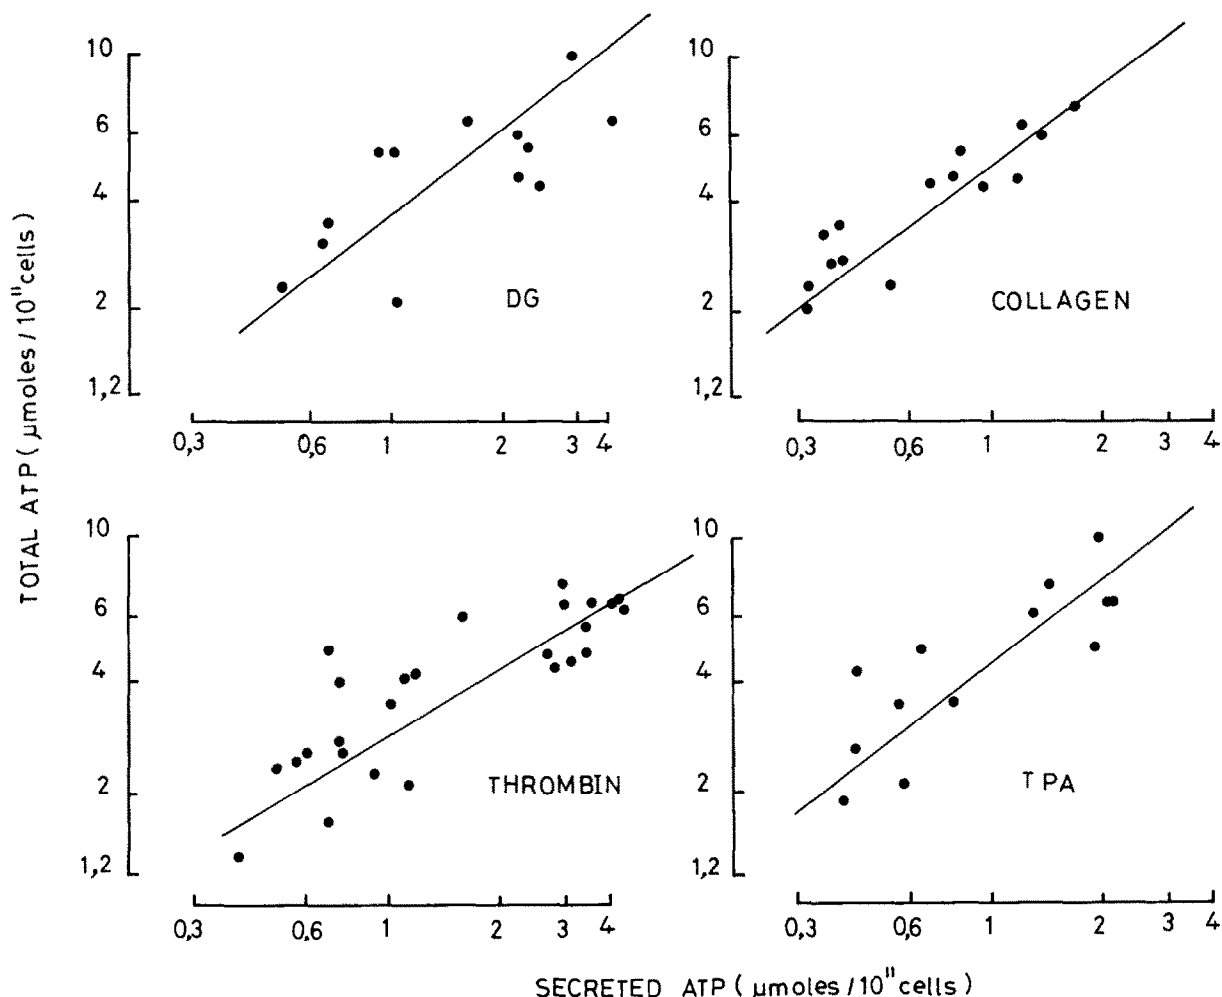 TOTAL ATP ( μmoles / 10¹¹ cells )
10
6
4
2
1,2
DG
0,3 0,6 1 2 3 4
10
6
4
2
1,2
COLLAGEN
0,3 0,6 1 2 3 4
10
6
4
2
1,2
THROMBIN
0,3 0,6 1 2 3 4
10
6
4
2
1,2
TPA
0,3 0,6 1 2 3 4
SECRETED ATP ( μmoles / 10¹¹ cells )